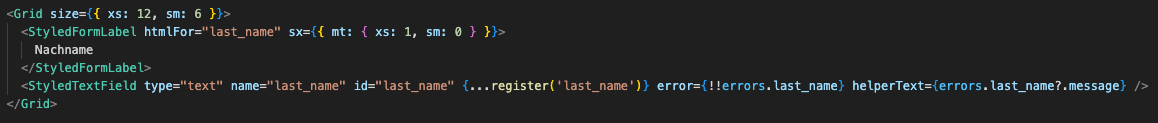 <Grid size={{ xs: 12, sm: 6 }}>
<StyledFormLabel htmlFor="last_name" sx={{ mt: { xs: 1, sm: 0 } }}>
Nachname
</StyledFormLabel>
<StyledTextField type="text" name="last_name" id="last_name" {...register('last_name')} error={!!errors.last_name} helperText={errors.last_name?.message} />
</Grid>